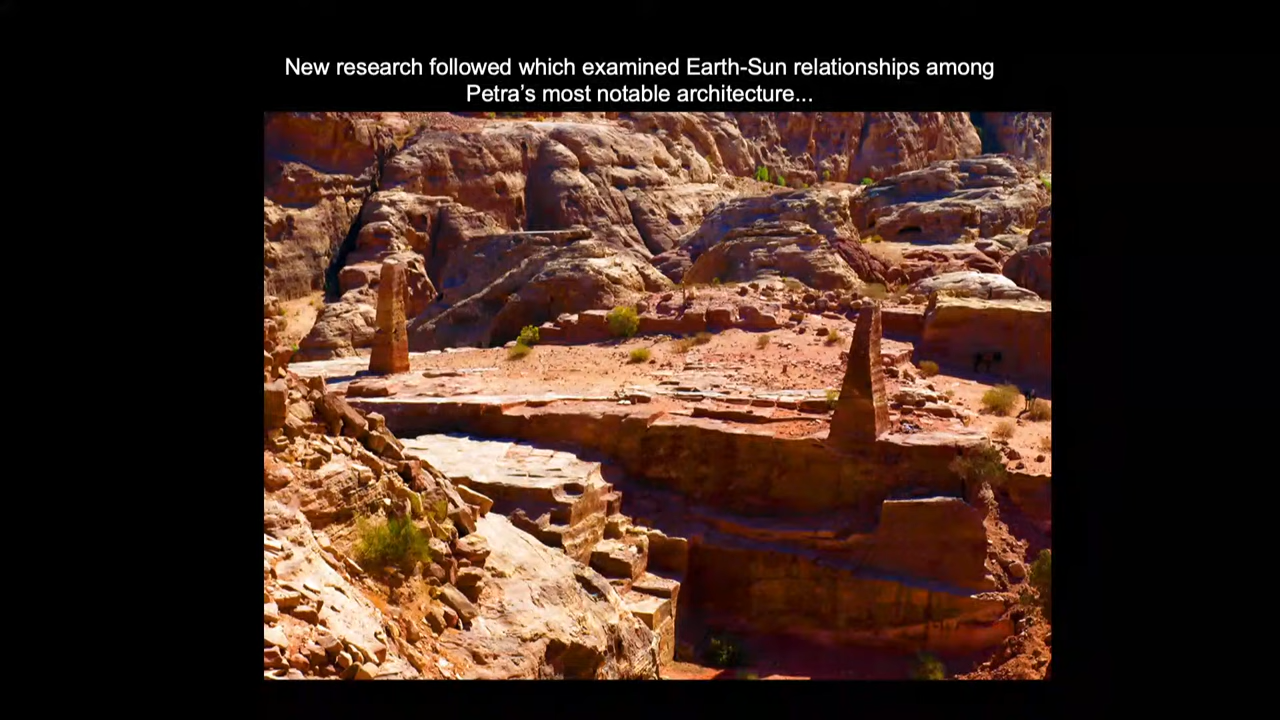 New research followed which examined Earth-Sun relationships among
Petra’s most notable architecture...